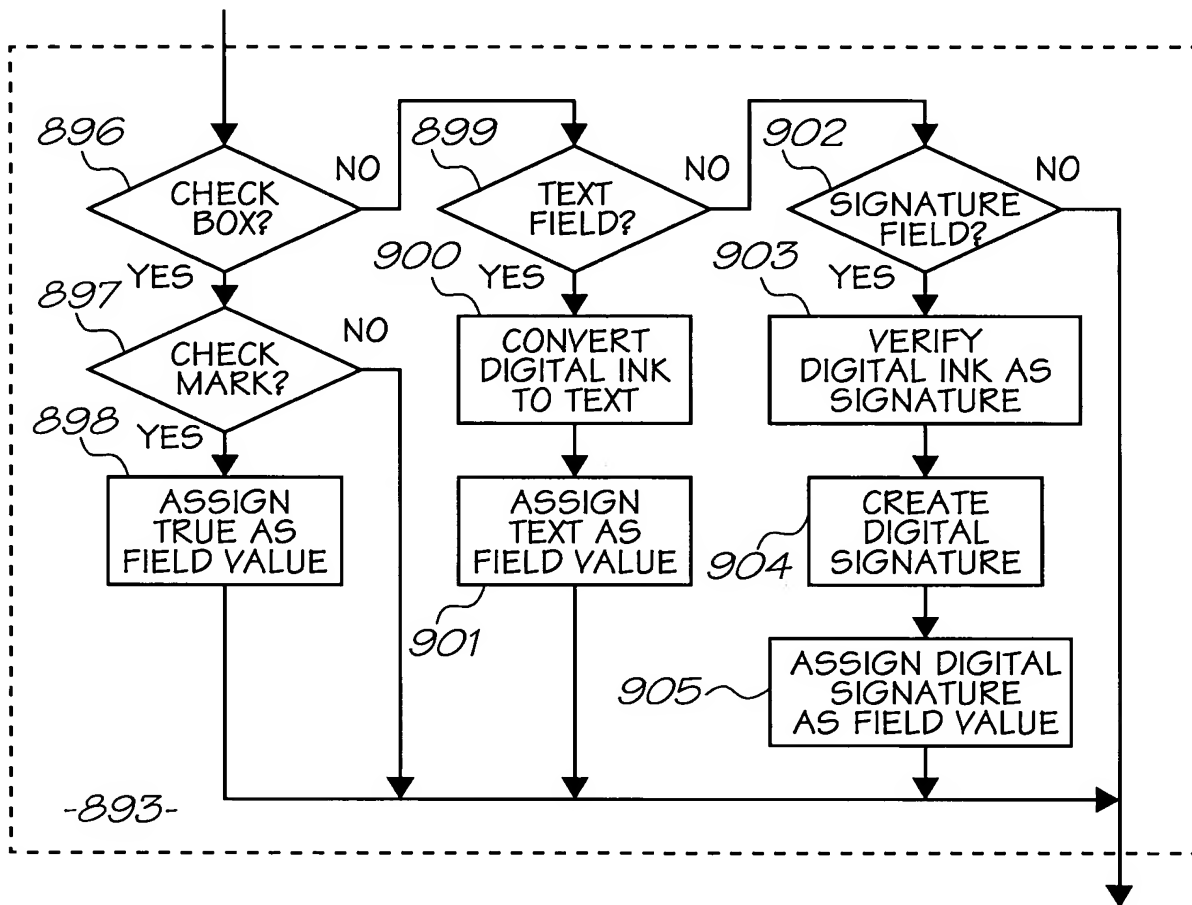 896
CHECK
BOX?
NO
YES
897
CHECK
MARK?
NO
YES
898
ASSIGN
TRUE AS
FIELD VALUE
899
TEXT
FIELD?
NO
YES
900
CONVERT
DIGITAL INK
TO TEXT
ASSIGN
TEXT AS
FIELD VALUE
901
902
SIGNATURE
FIELD?
NO
YES
903
VERIFY
DIGITAL INK AS
SIGNATURE
CREATE
DIGITAL
SIGNATURE
904
ASSIGN DIGITAL
SIGNATURE
AS FIELD VALUE
905
-893-